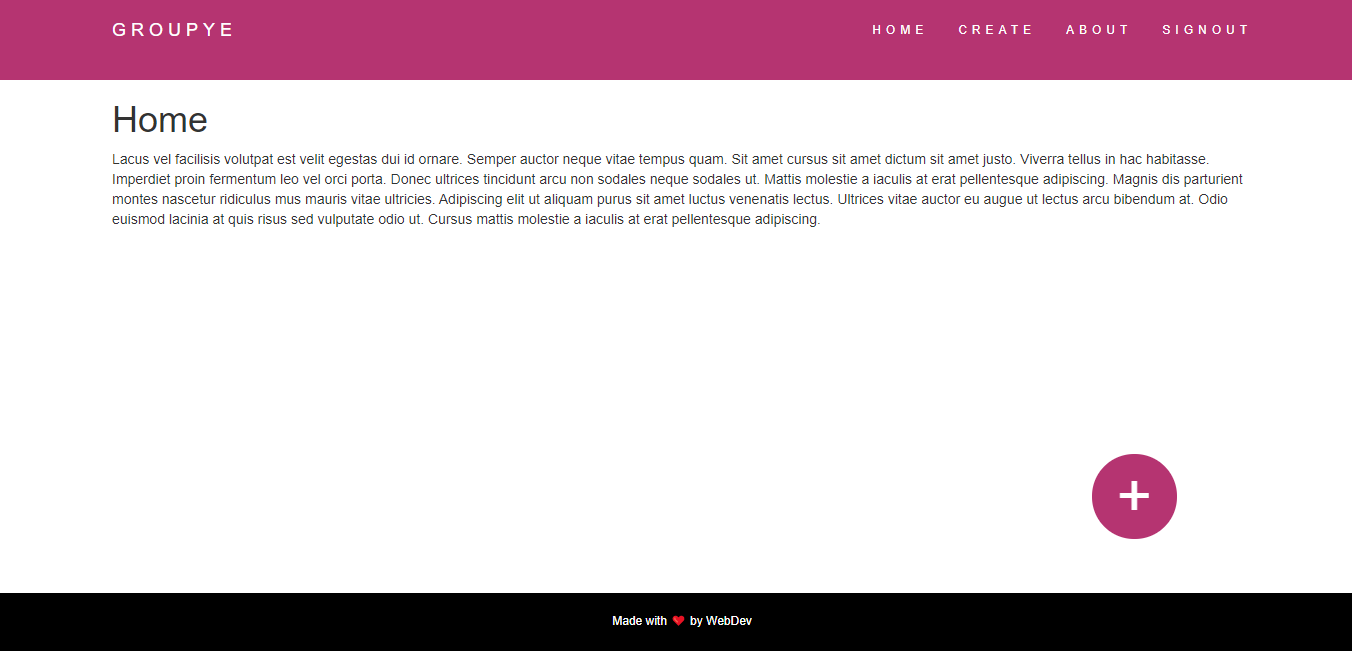 GROUPYE
HOME CREATE ABOUT SIGNOUT
Home
Lacus vel facilisis volutpat est velit egestas dui id ornare. Semper auctor neque vitae tempus quam. Sit amet cursus sit amet dictum sit amet justo. Viverra tellus in hac habitasse.
Imperdiet proin fermentum leo vel orci porta. Donec ultrices tincidunt arcu non sodales neque sodales ut. Mattis molestie a iaculis at erat pellentesque adipiscing. Magnis dis parturient
montes nascetur ridiculus mus mauris vitae ultricies. Adipiscing elit ut aliquam purus sit amet luctus venenatis lectus. Ultrices vitae auctor eu augue ut lectus arcu bibendum at. Odio
euismod lacinia at quis risus sed vulputate odio ut. Cursus mattis molestie a iaculis at erat pellentesque adipiscing.
+
Made with ❤ by WebDev